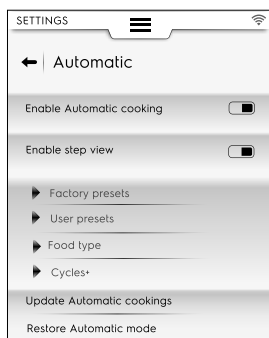 SETTINGS
Automatic
Enable Automatic cooking
Enable step view
Factory presets
User presets
Food type
Cycles+
Update Automatic cookings
Restore Automatic mode